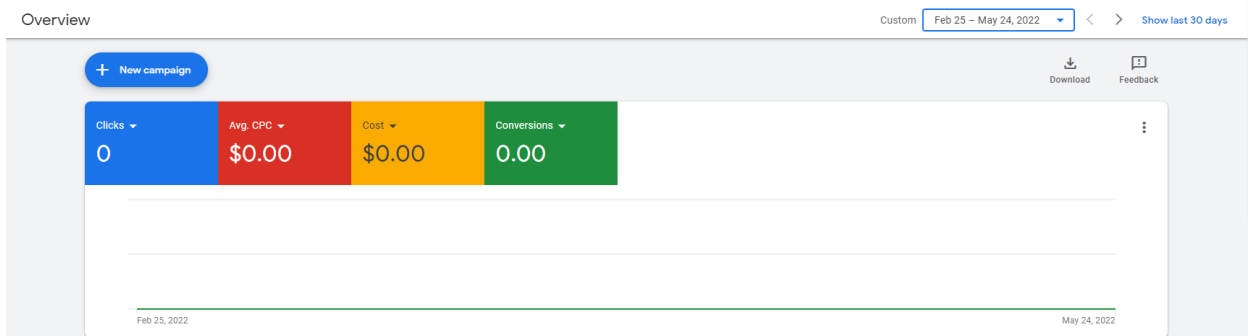 Overview
Custom
Feb 25 – May 24, 2022
Show last 30 days
+ New campaign
Download
Feedback
Clicks
Avg. CPC
Cost
Conversions
0
$0.00
$0.00
0.00
Feb 25, 2022
May 24, 2022